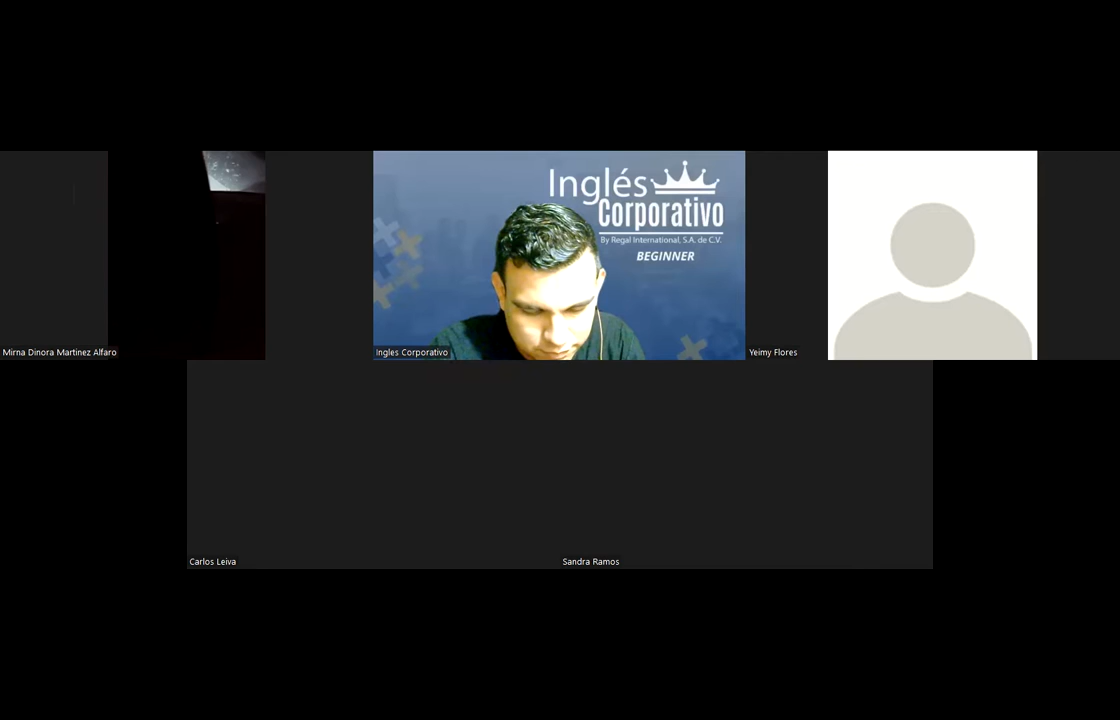 Inglés
Corporativo
By Regal International, S.A. de C.V.
BEGINNER
Mirna Dinora Martinez Alfaro
Ingles Corporativo
Yeimy Flores
Carlos Leiva
Sandra Ramos